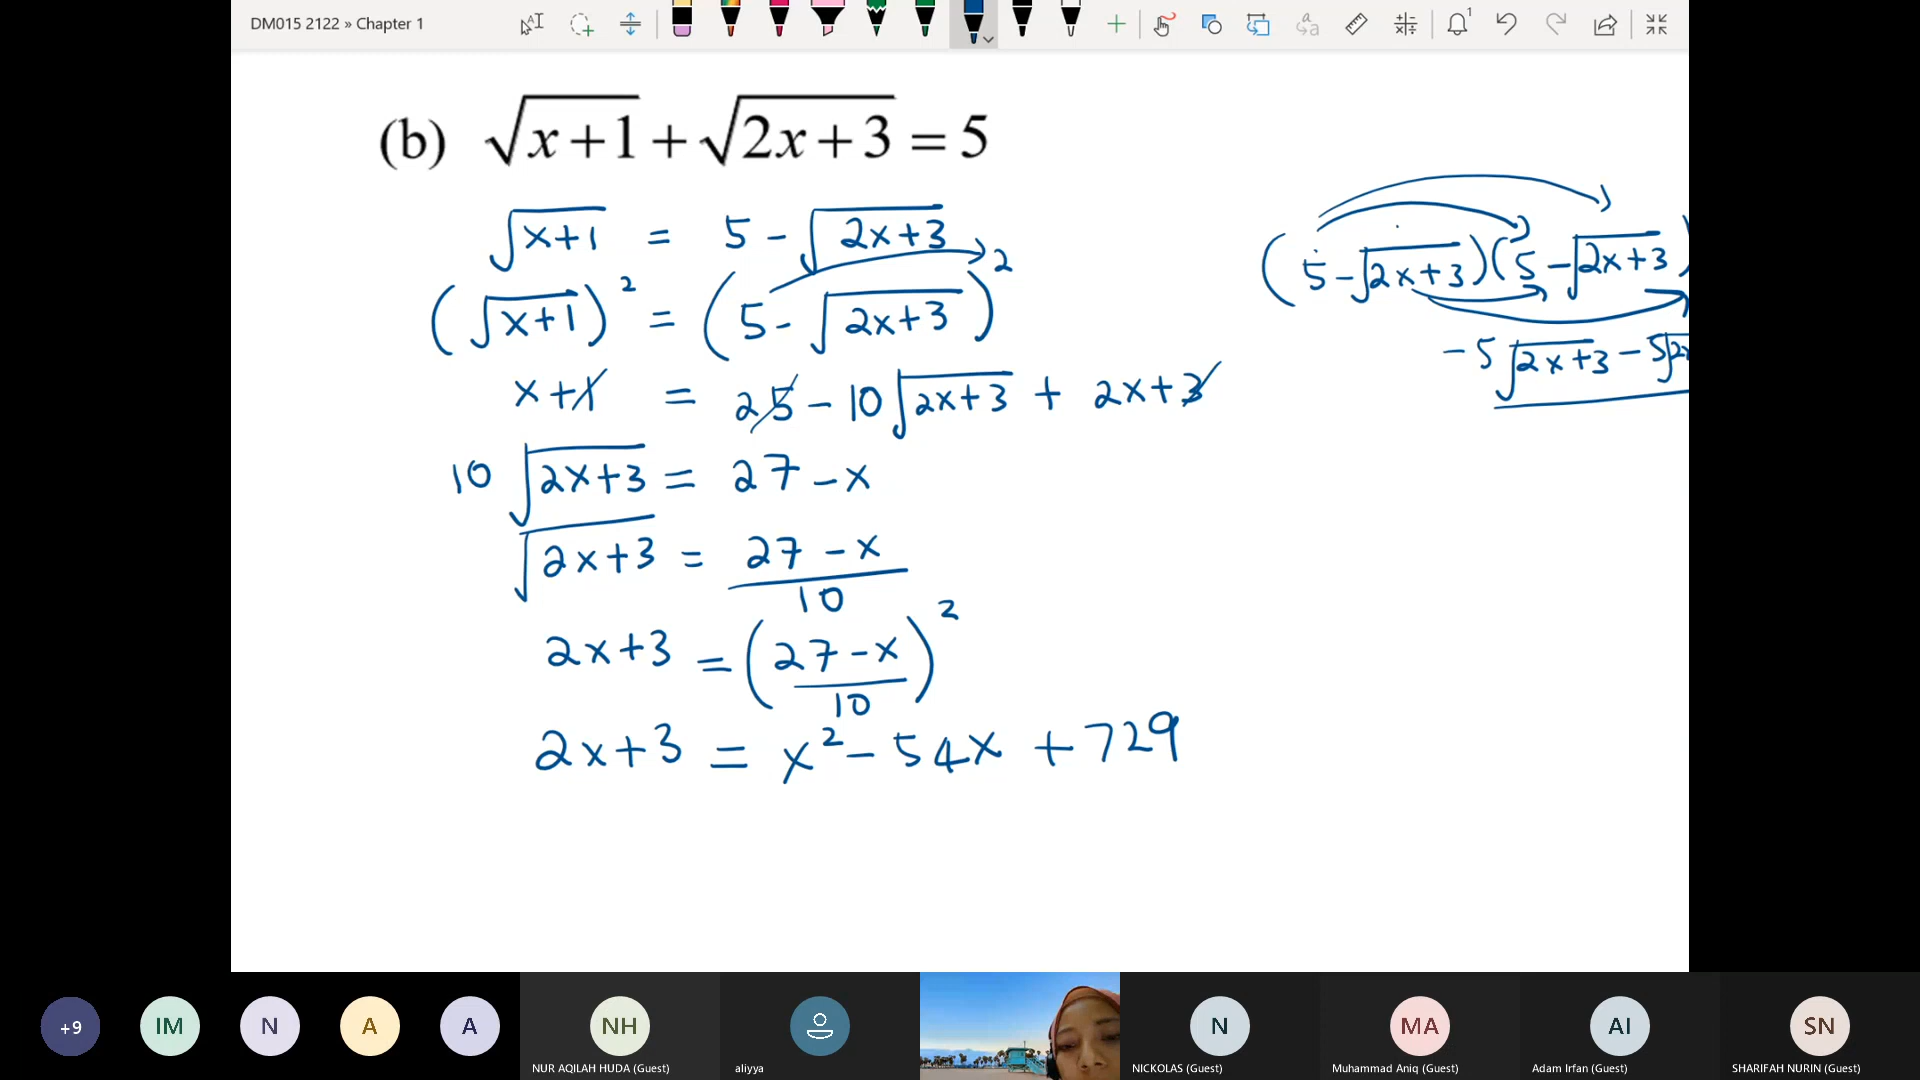 DM015 2122 » Chapter 1
1
(b) √(x+1) + √(2x+3) = 5
√(x+1) = 5 - √(2x+3)
(√(x+1))² = (5 - √(2x+3))²
x+1 = 25 - 10√(2x+3) + 2x+3
10√(2x+3) = 27 - x
√(2x+3) = (27 - x)/10
2x+3 = ((27 - x)/10)²
2x+3 = x² - 54x + 729
(5-√(2x+3))(5-√(2x+3)
-5√(2x+3) - 5√2x
+9
IM
N
A
A
NH
NUR AQILAH HUDA (Guest)
aliyya
N
NICKOLAS (Guest)
MA
Muhammad Aniq (Guest)
AI
Adam Irfan (Guest)
SN
SHARIFAH NURIN (Guest)